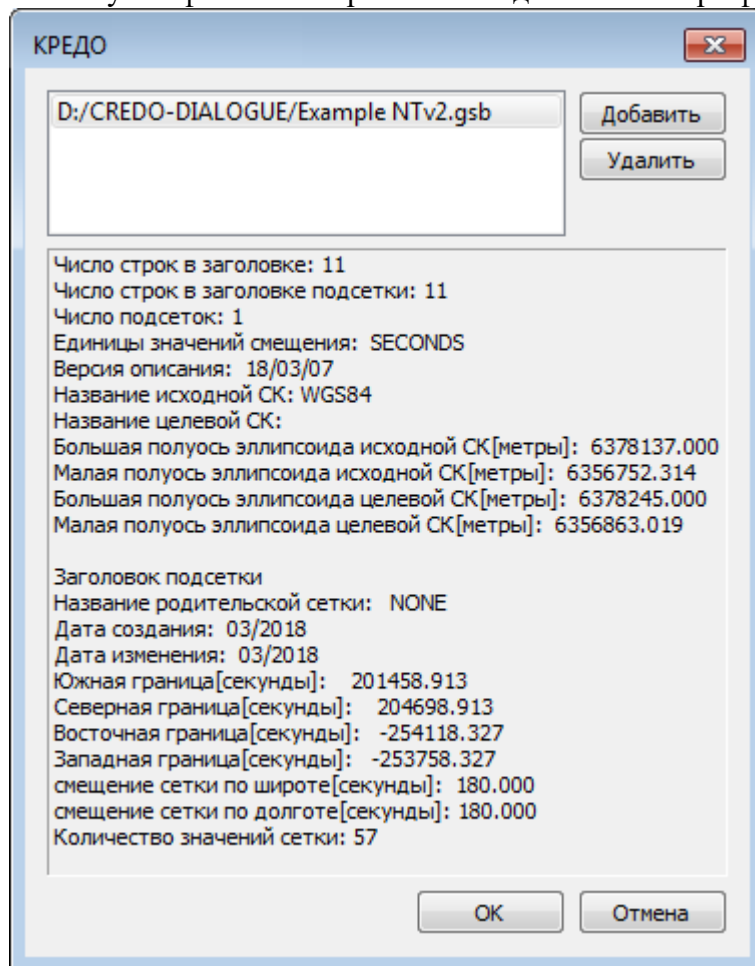 КРЕДО
D:/CREDO-DIALOGUE/Example NTv2.gsb
Добавить
Удалить
Число строк в заголовке: 11
Число строк в заголовке подсетки: 11
Число подсеток: 1
Единицы значений смещения: SECONDS
Версия описания: 18/03/07
Название исходной СК: WGS84
Название целевой СК:
Большая полуось эллипсоида исходной СК[метры]: 6378137.000
Малая полуось эллипсоида исходной СК[метры]: 6356752.314
Большая полуось эллипсоида целевой СК[метры]: 6378245.000
Малая полуось эллипсоида целевой СК[метры]: 6356863.019
Заголовок подсетки
Название родительской сетки: NONE
Дата создания: 03/2018
Дата изменения: 03/2018
Южная граница[секунды]: 201458.913
Северная граница[секунды]: 204698.913
Восточная граница[секунды]: -254118.327
Западная граница[секунды]: -253758.327
смещение сетки по широте[секунды]: 180.000
смещение сетки по долготе[секунды]: 180.000
Количество значений сетки: 57
ОК
Отмена